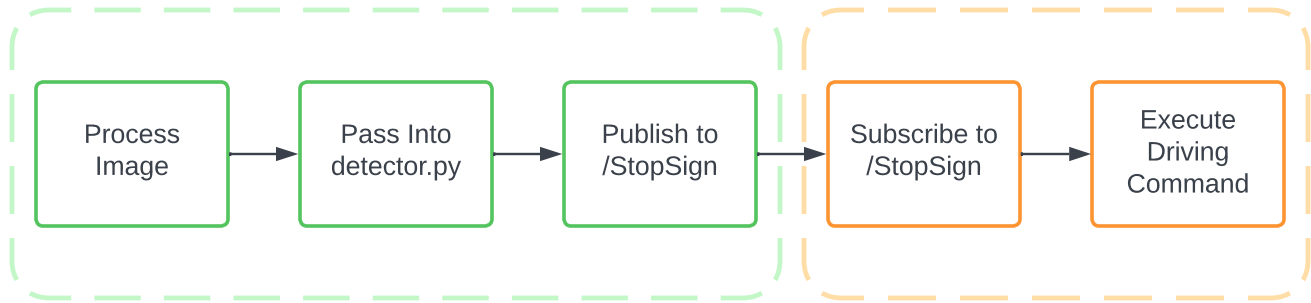 Process
Image
Pass Into
detector.py
Publish to
/StopSign
Subscribe to
/StopSign
Execute
Driving
Command